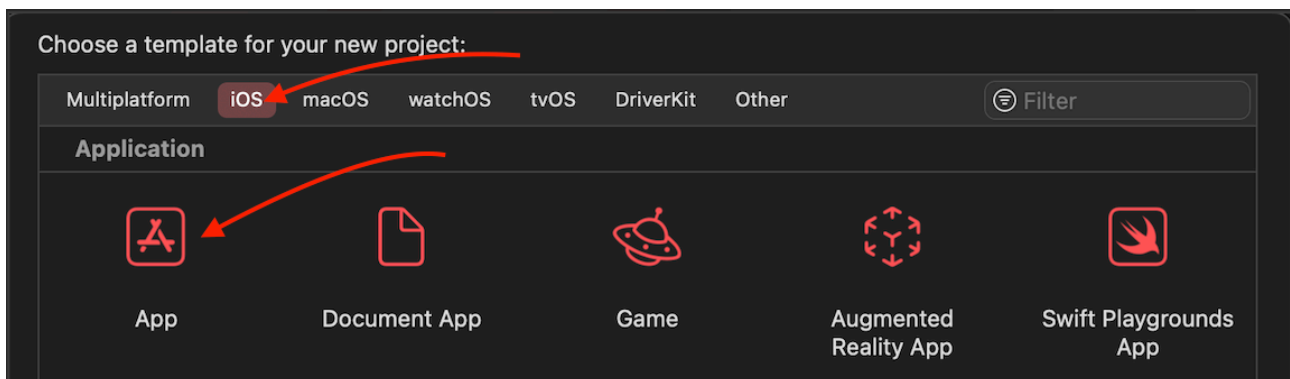 Choose a template for your new project:
Multiplatform iOS macOS watchOS tvOS DriverKit Other Filter
Application
App Document App Game Augmented Reality App Swift Playgrounds App